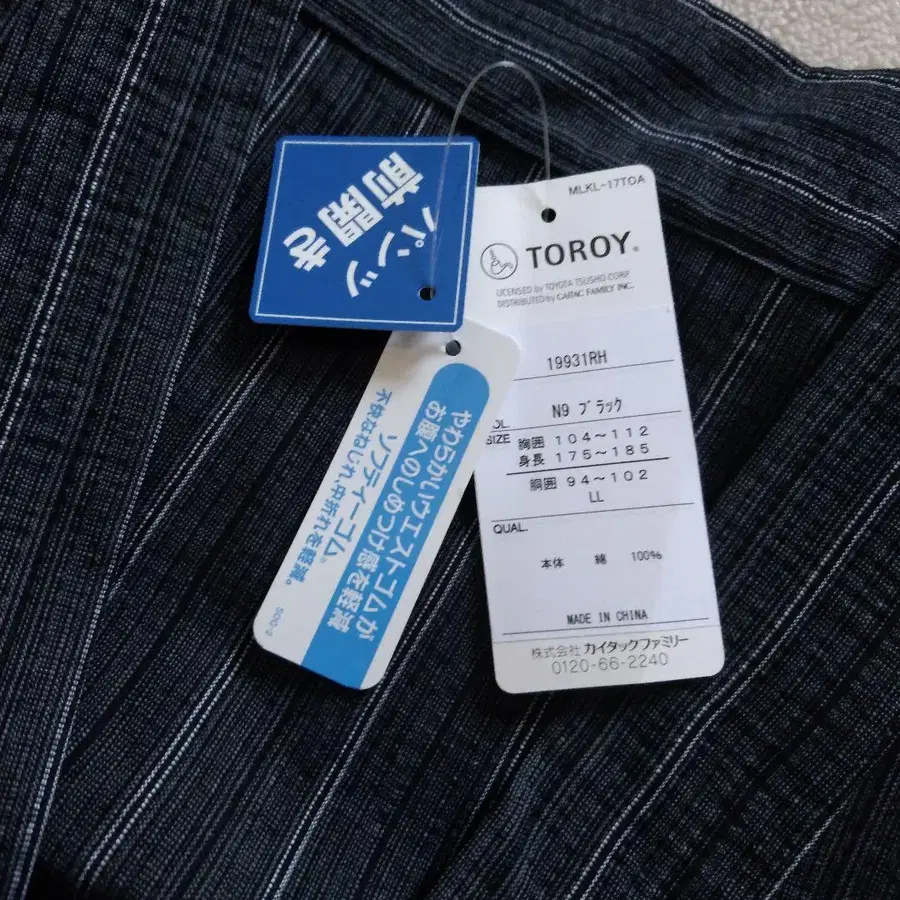 パンツ
前開き
MLKL-17TOA
TOROY®
LICENSED by TOYOTA TSUSHO CORP.
DISTRIBUTED by CAITAC FAMILY INC.
19931RH
OL. N9 ブラック
SIZE 胸囲 104～112
身長 175～185
胴囲 94～102
LL
QUAL.
本体 綿 100%
MADE IN CHINA
株式会社 カイタックファミリー
0120-66-2240
やわらかいウエストゴムが
お腹へのしめつけ感を軽減
ソフティーゴム。
不快なねじれ、中折れを軽減。